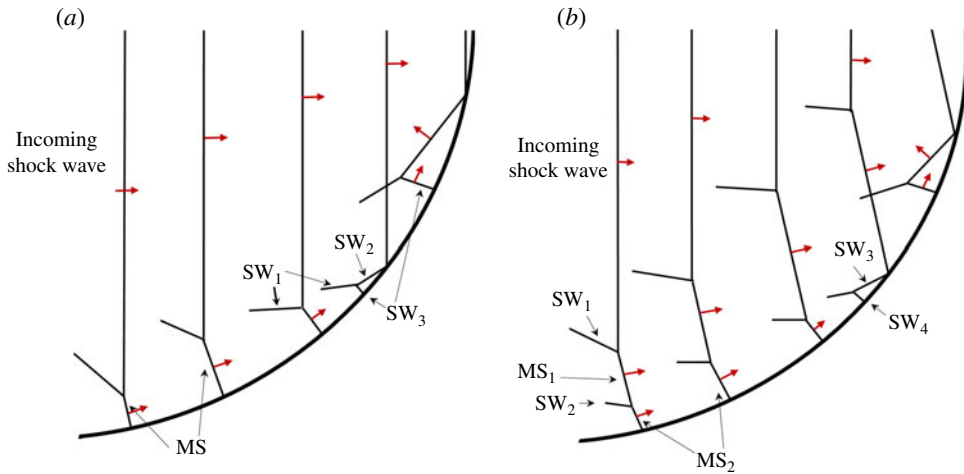 (a)
Incoming
shock wave
SW2
SW1
SW3
MS
(b)
Incoming
shock wave
SW3
SW1
SW4
MS1
SW2
MS2